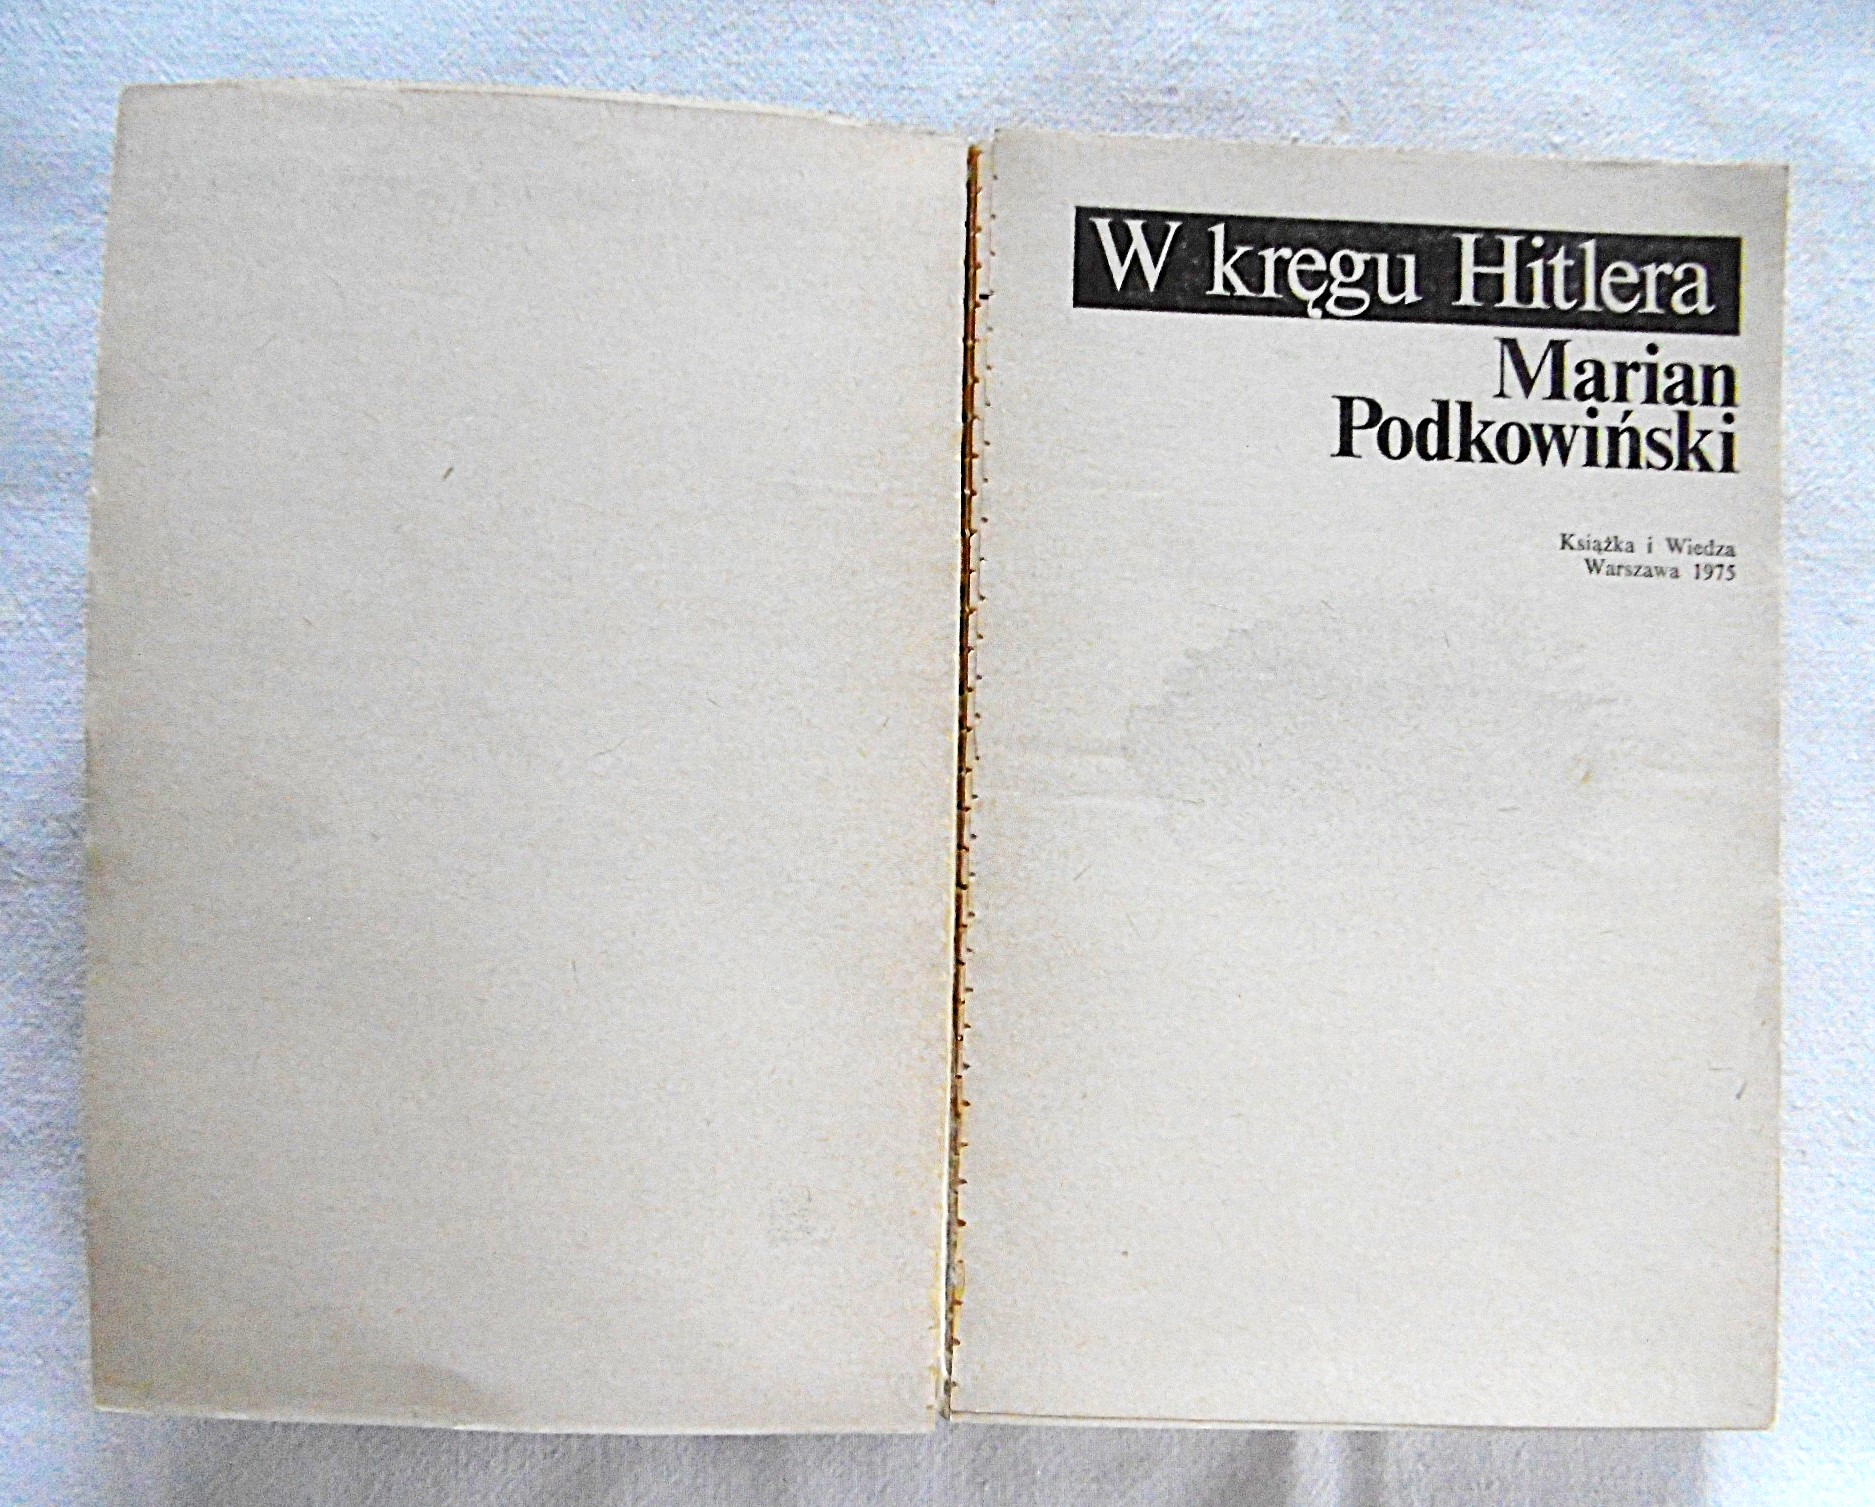 W kręgu Hitlera
Marian
Podkowiński
Książka i Wiedza
Warszawa 1975